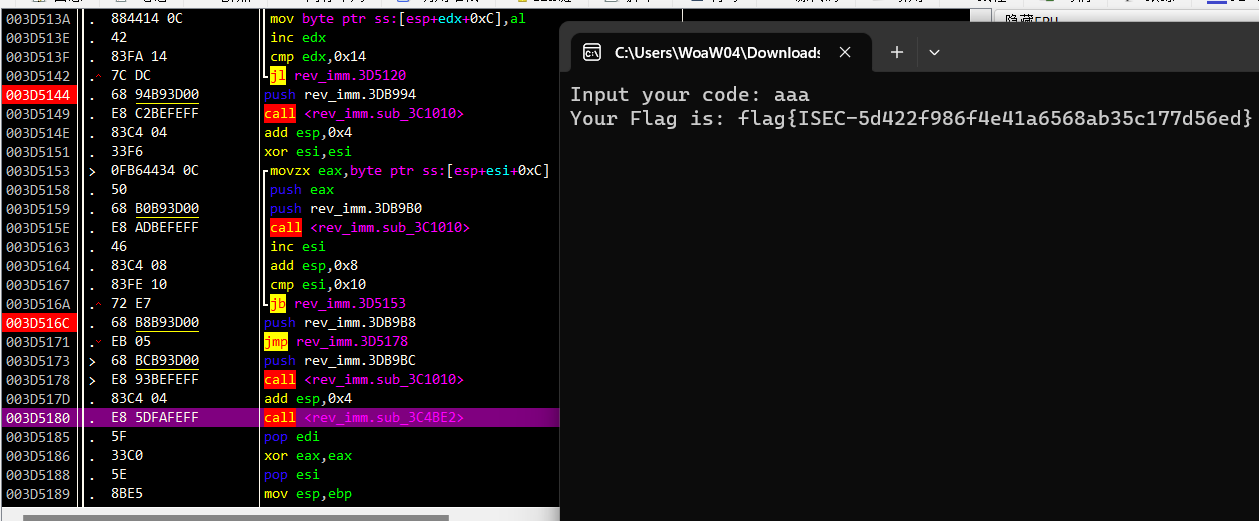 隐藏FPU
003D513A . 884414 0C mov byte ptr ss:[esp+edx+0xC],al
003D513E . 42 inc edx
003D513F . 83FA 14 cmp edx,0x14
003D5142 .^ 7C DC jl rev_imm.3D5120
003D5144 . 68 94B93D00 push rev_imm.3DB994
003D5149 . E8 C2BEFEFF call <rev_imm.sub_3C1010>
003D514E . 83C4 04 add esp,0x4
003D5151 . 33F6 xor esi,esi
003D5153 > 0FB64434 0C movzx eax,byte ptr ss:[esp+esi+0xC]
003D5158 . 50 push eax
003D5159 . 68 B0B93D00 push rev_imm.3DB9B0
003D515E . E8 ADBEFEFF call <rev_imm.sub_3C1010>
003D5163 . 46 inc esi
003D5164 . 83C4 08 add esp,0x8
003D5167 . 83FE 10 cmp esi,0x10
003D516A .^ 72 E7 jb rev_imm.3D5153
003D516C . 68 B8B93D00 push rev_imm.3DB9B8
003D5171 .v EB 05 jmp rev_imm.3D5178
003D5173 > 68 BCB93D00 push rev_imm.3DB9BC
003D5178 > E8 93BEFEFF call <rev_imm.sub_3C1010>
003D517D . 83C4 04 add esp,0x4
003D5180 . E8 5DFAFEFF call <rev_imm.sub_3C4BE2>
003D5185 . 5F pop edi
003D5186 . 33C0 xor eax,eax
003D5188 . 5E pop esi
003D5189 . 8BE5 mov esp,ebp
C:\Users\WoaW04\Downloads
Input your code: aaa
Your Flag is: flag{ISEC-5d422f986f4e41a6568ab35c177d56ed}